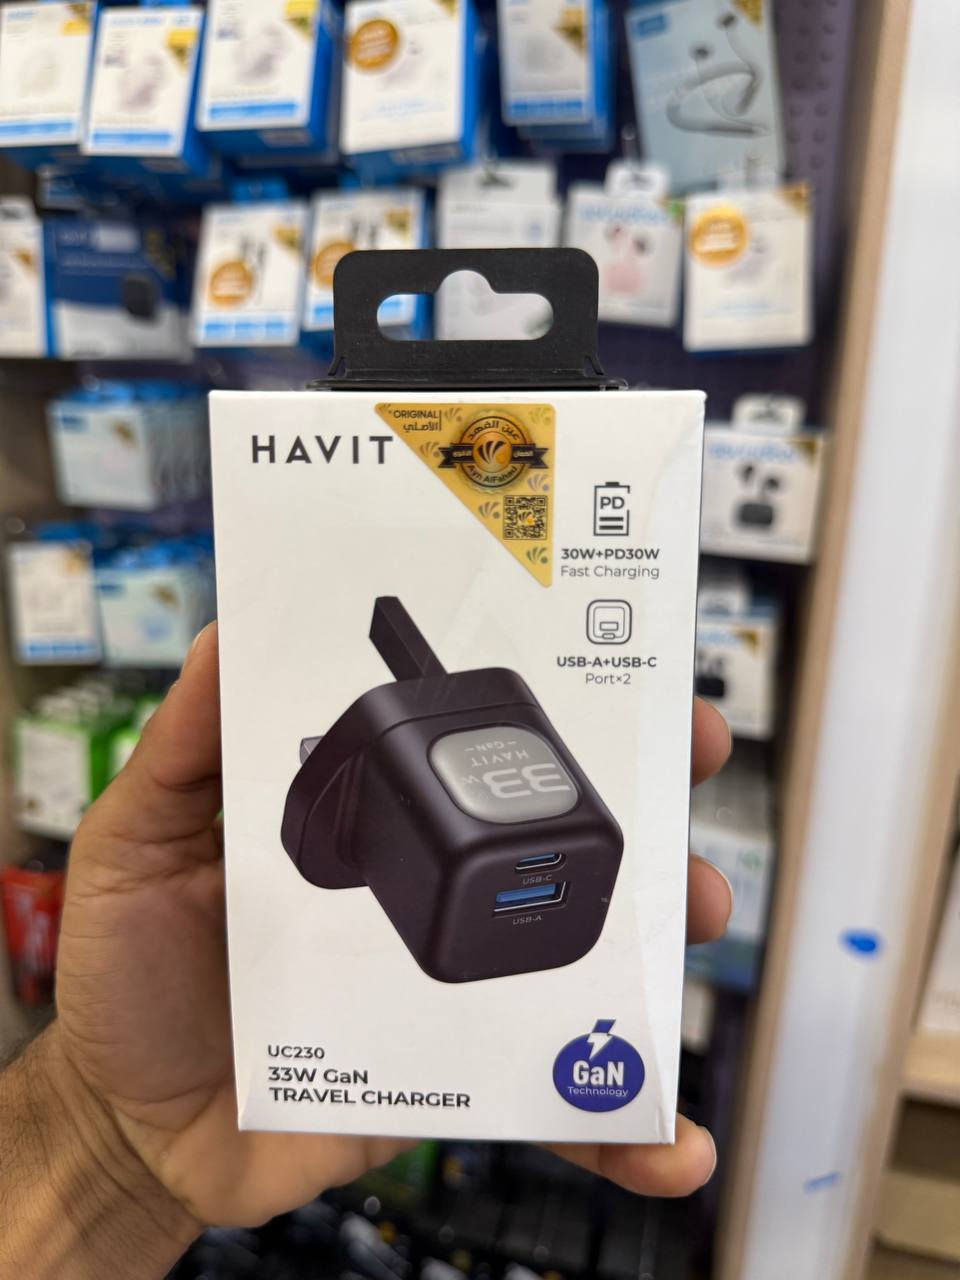 HAVIT
ORIGINAL
الأصلي
عين الفهد
Ayn AlFahad
PD
30W+PD30W
Fast Charging
USB-A+USB-C
Port×2
33W
HAVIT
–GaN–
USB-C
USB-A
UC230
33W GaN
TRAVEL CHARGER
GaN
Technology